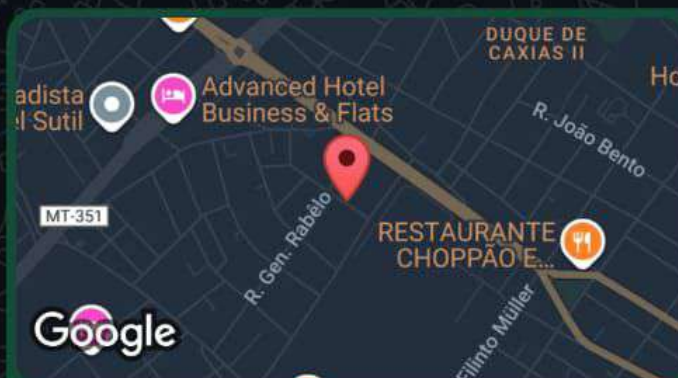 DUQUE DE
CAXIAS II
Ho
adista
el Sutil
Advanced Hotel
Business & Flats
R. João Bento
MT-351
R. Gen. Rabêlo
RESTAURANTE
CHOPPÃO E...
Filinto Müller
Google